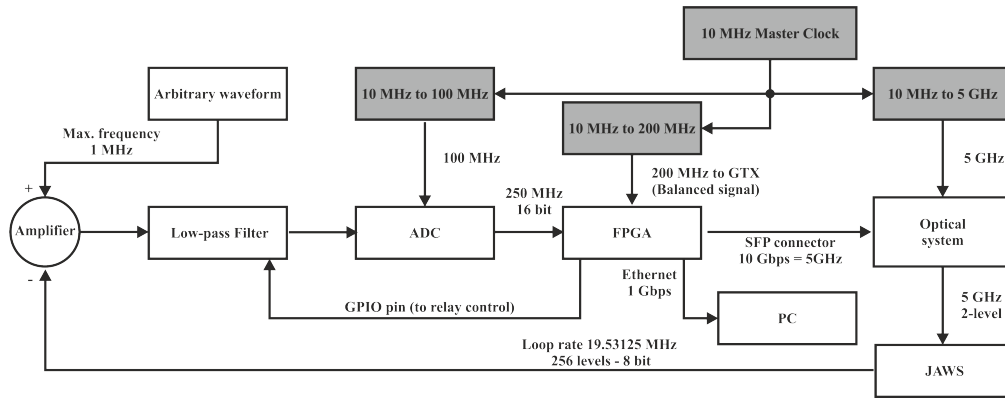 10 MHz Master Clock
Arbitrary waveform
10 MHz to 100 MHz
10 MHz to 5 GHz
10 MHz to 200 MHz
Max. frequency
1 MHz
100 MHz
5 GHz
200 MHz to GTX
(Balanced signal)
250 MHz
16 bit
+
Amplifier
-
Low-pass Filter
ADC
FPGA
SFP connector
10 Gbps = 5GHz
Optical
system
Ethernet
1 Gbps
GPIO pin (to relay control)
PC
5 GHz
2-level
Loop rate 19.53125 MHz
256 levels - 8 bit
JAWS